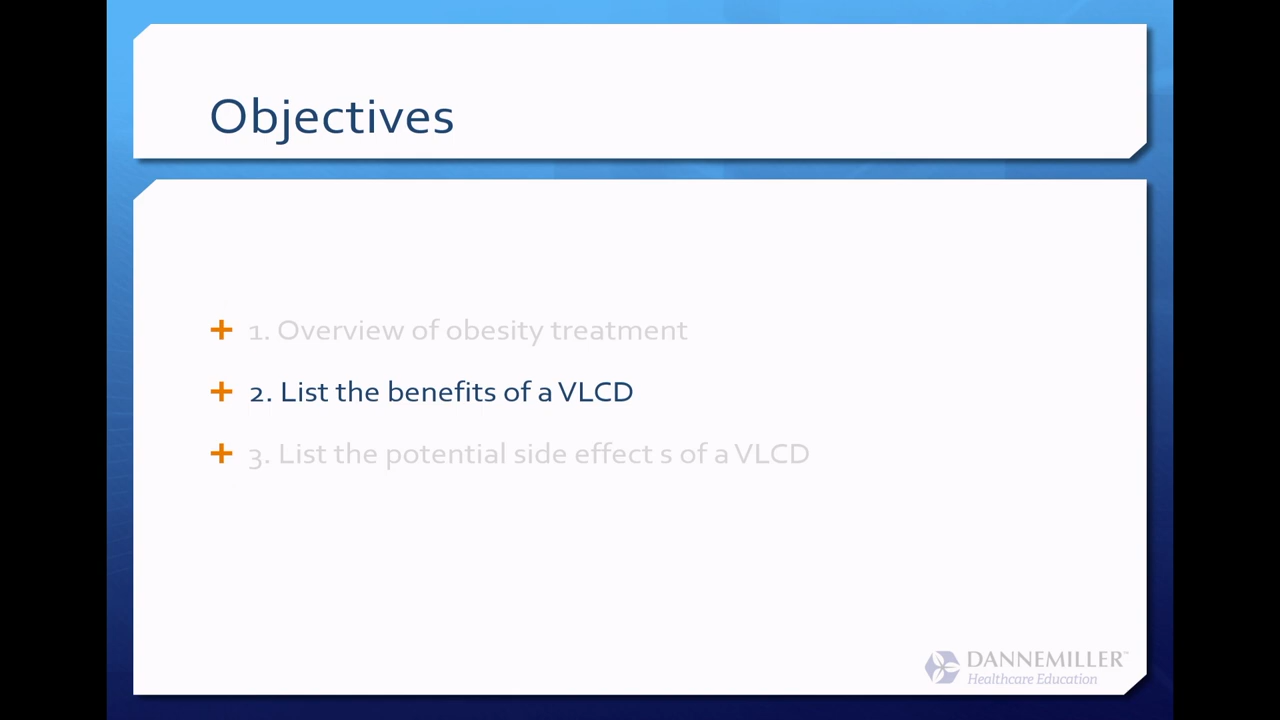 Objectives
+ 1. Overview of obesity treatment
+ 2. List the benefits of a VLCD
+ 3. List the potential side effect s of a VLCD
DANNEMILLER™
Healthcare Education